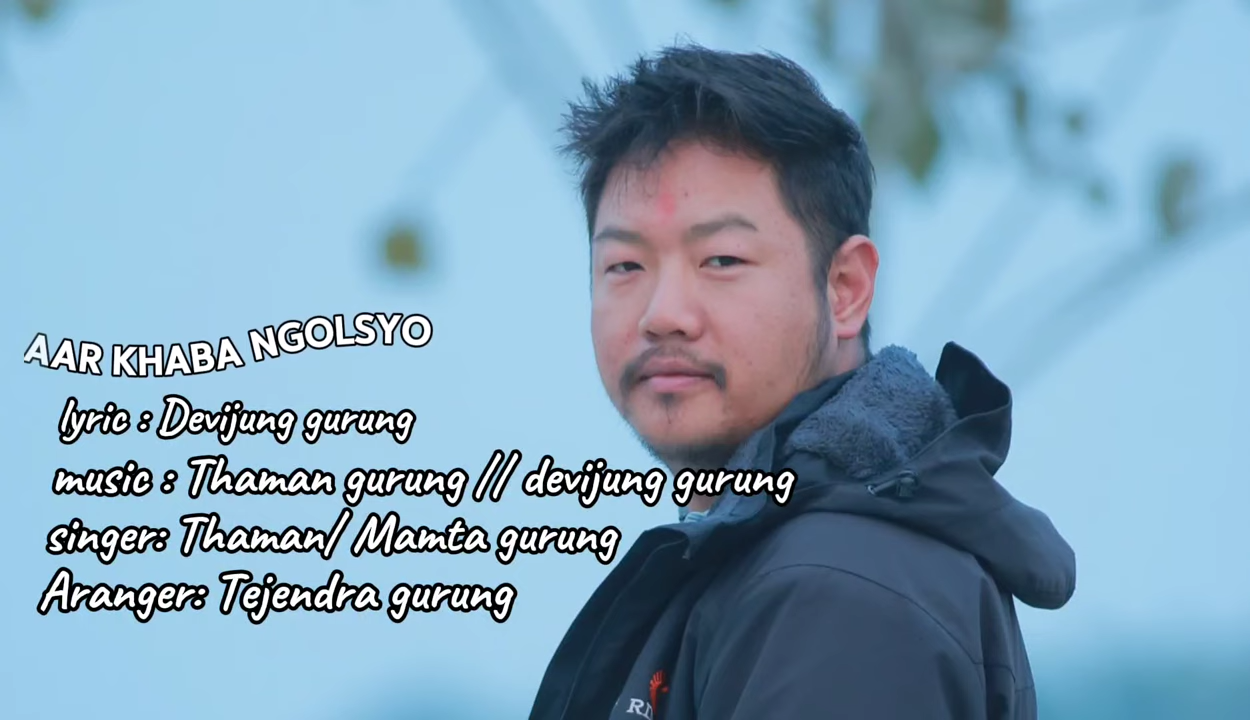 AAR KHABA NGOLSYO
lyric : Devijung gurung
music : Thaman gurung // devijung gurung
singer: Thaman/ Mamta gurung
Aranger: Tejendra gurung